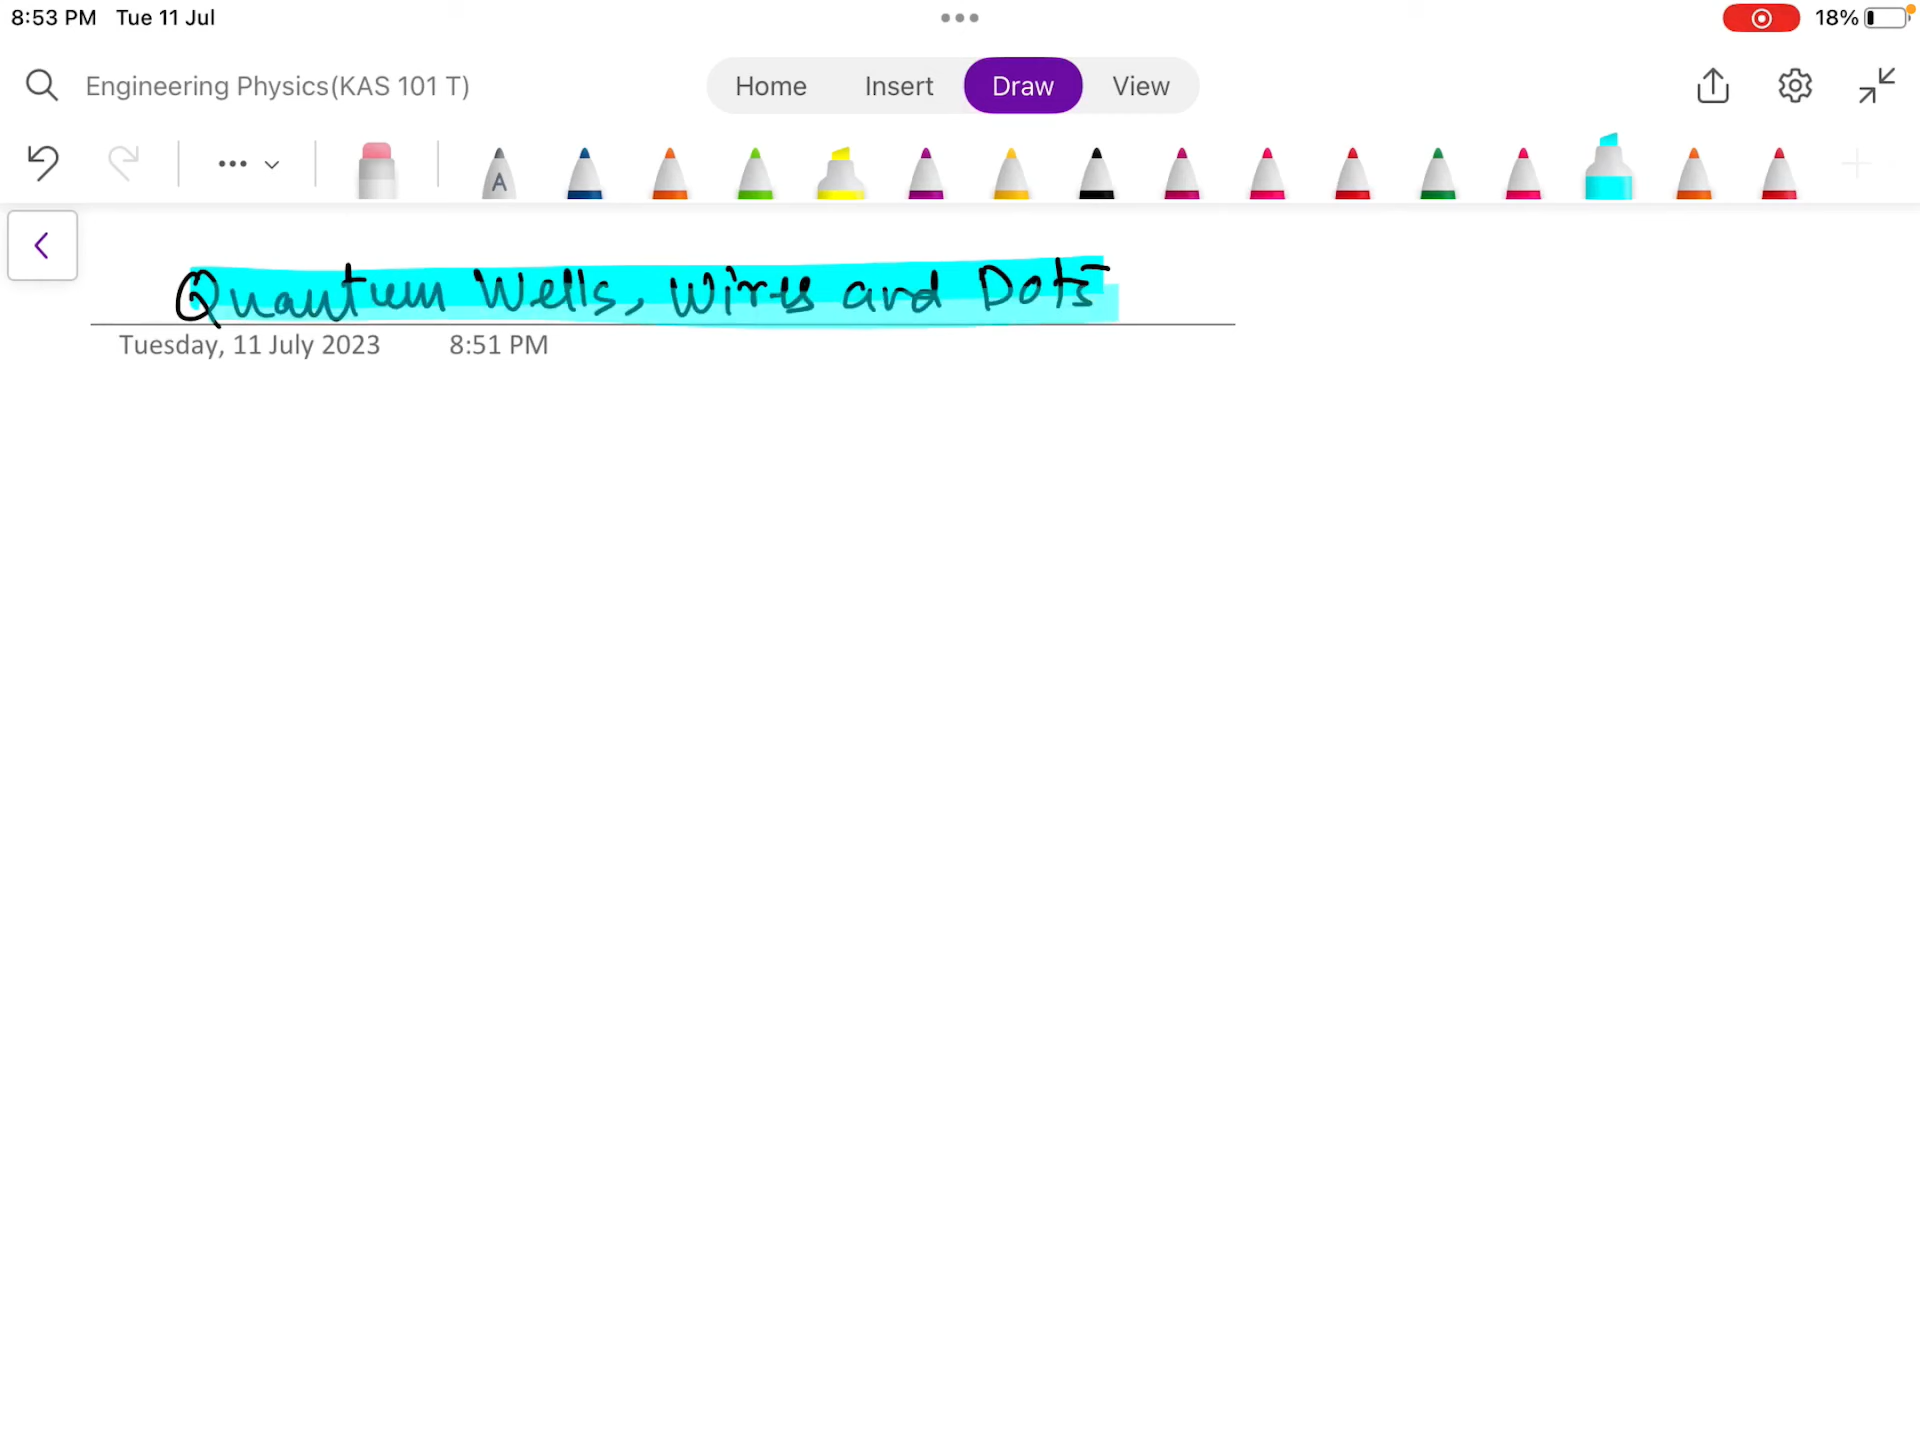 8:53 PM Tue 11 Jul 18%
Engineering Physics(KAS 101 T) Home Insert Draw View
A
Quantum Wells, Wires and Dots
Tuesday, 11 July 2023 8:51 PM